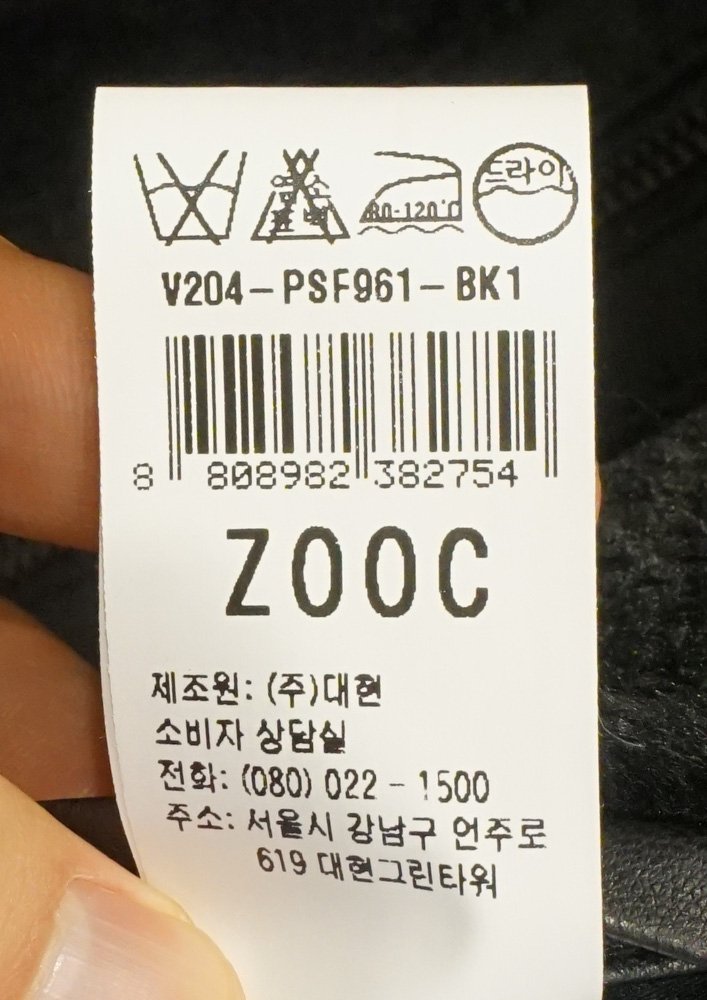 드라이
80-120℃
V204-PSF961-BK1
8 808982 382754
ZOOC
제조원: (주)대현
소비자 상담실
전화: (080) 022-1500
주소: 서울시 강남구 언주로
619 대현그린타워